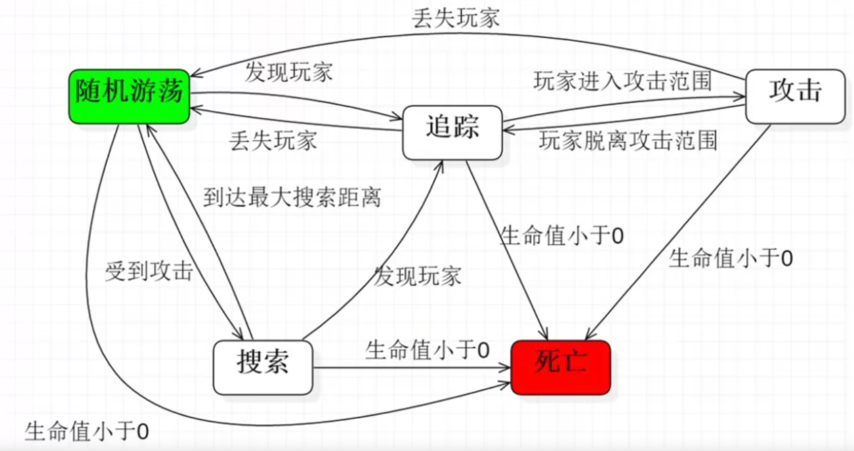 丢失玩家
发现玩家
随机游荡
玩家进入攻击范围
攻击
追踪
丢失玩家
玩家脱离攻击范围
到达最大搜索距离
生命值小于0
生命值小于0
受到攻击
发现玩家
搜索
生命值小于0
死亡
生命值小于0